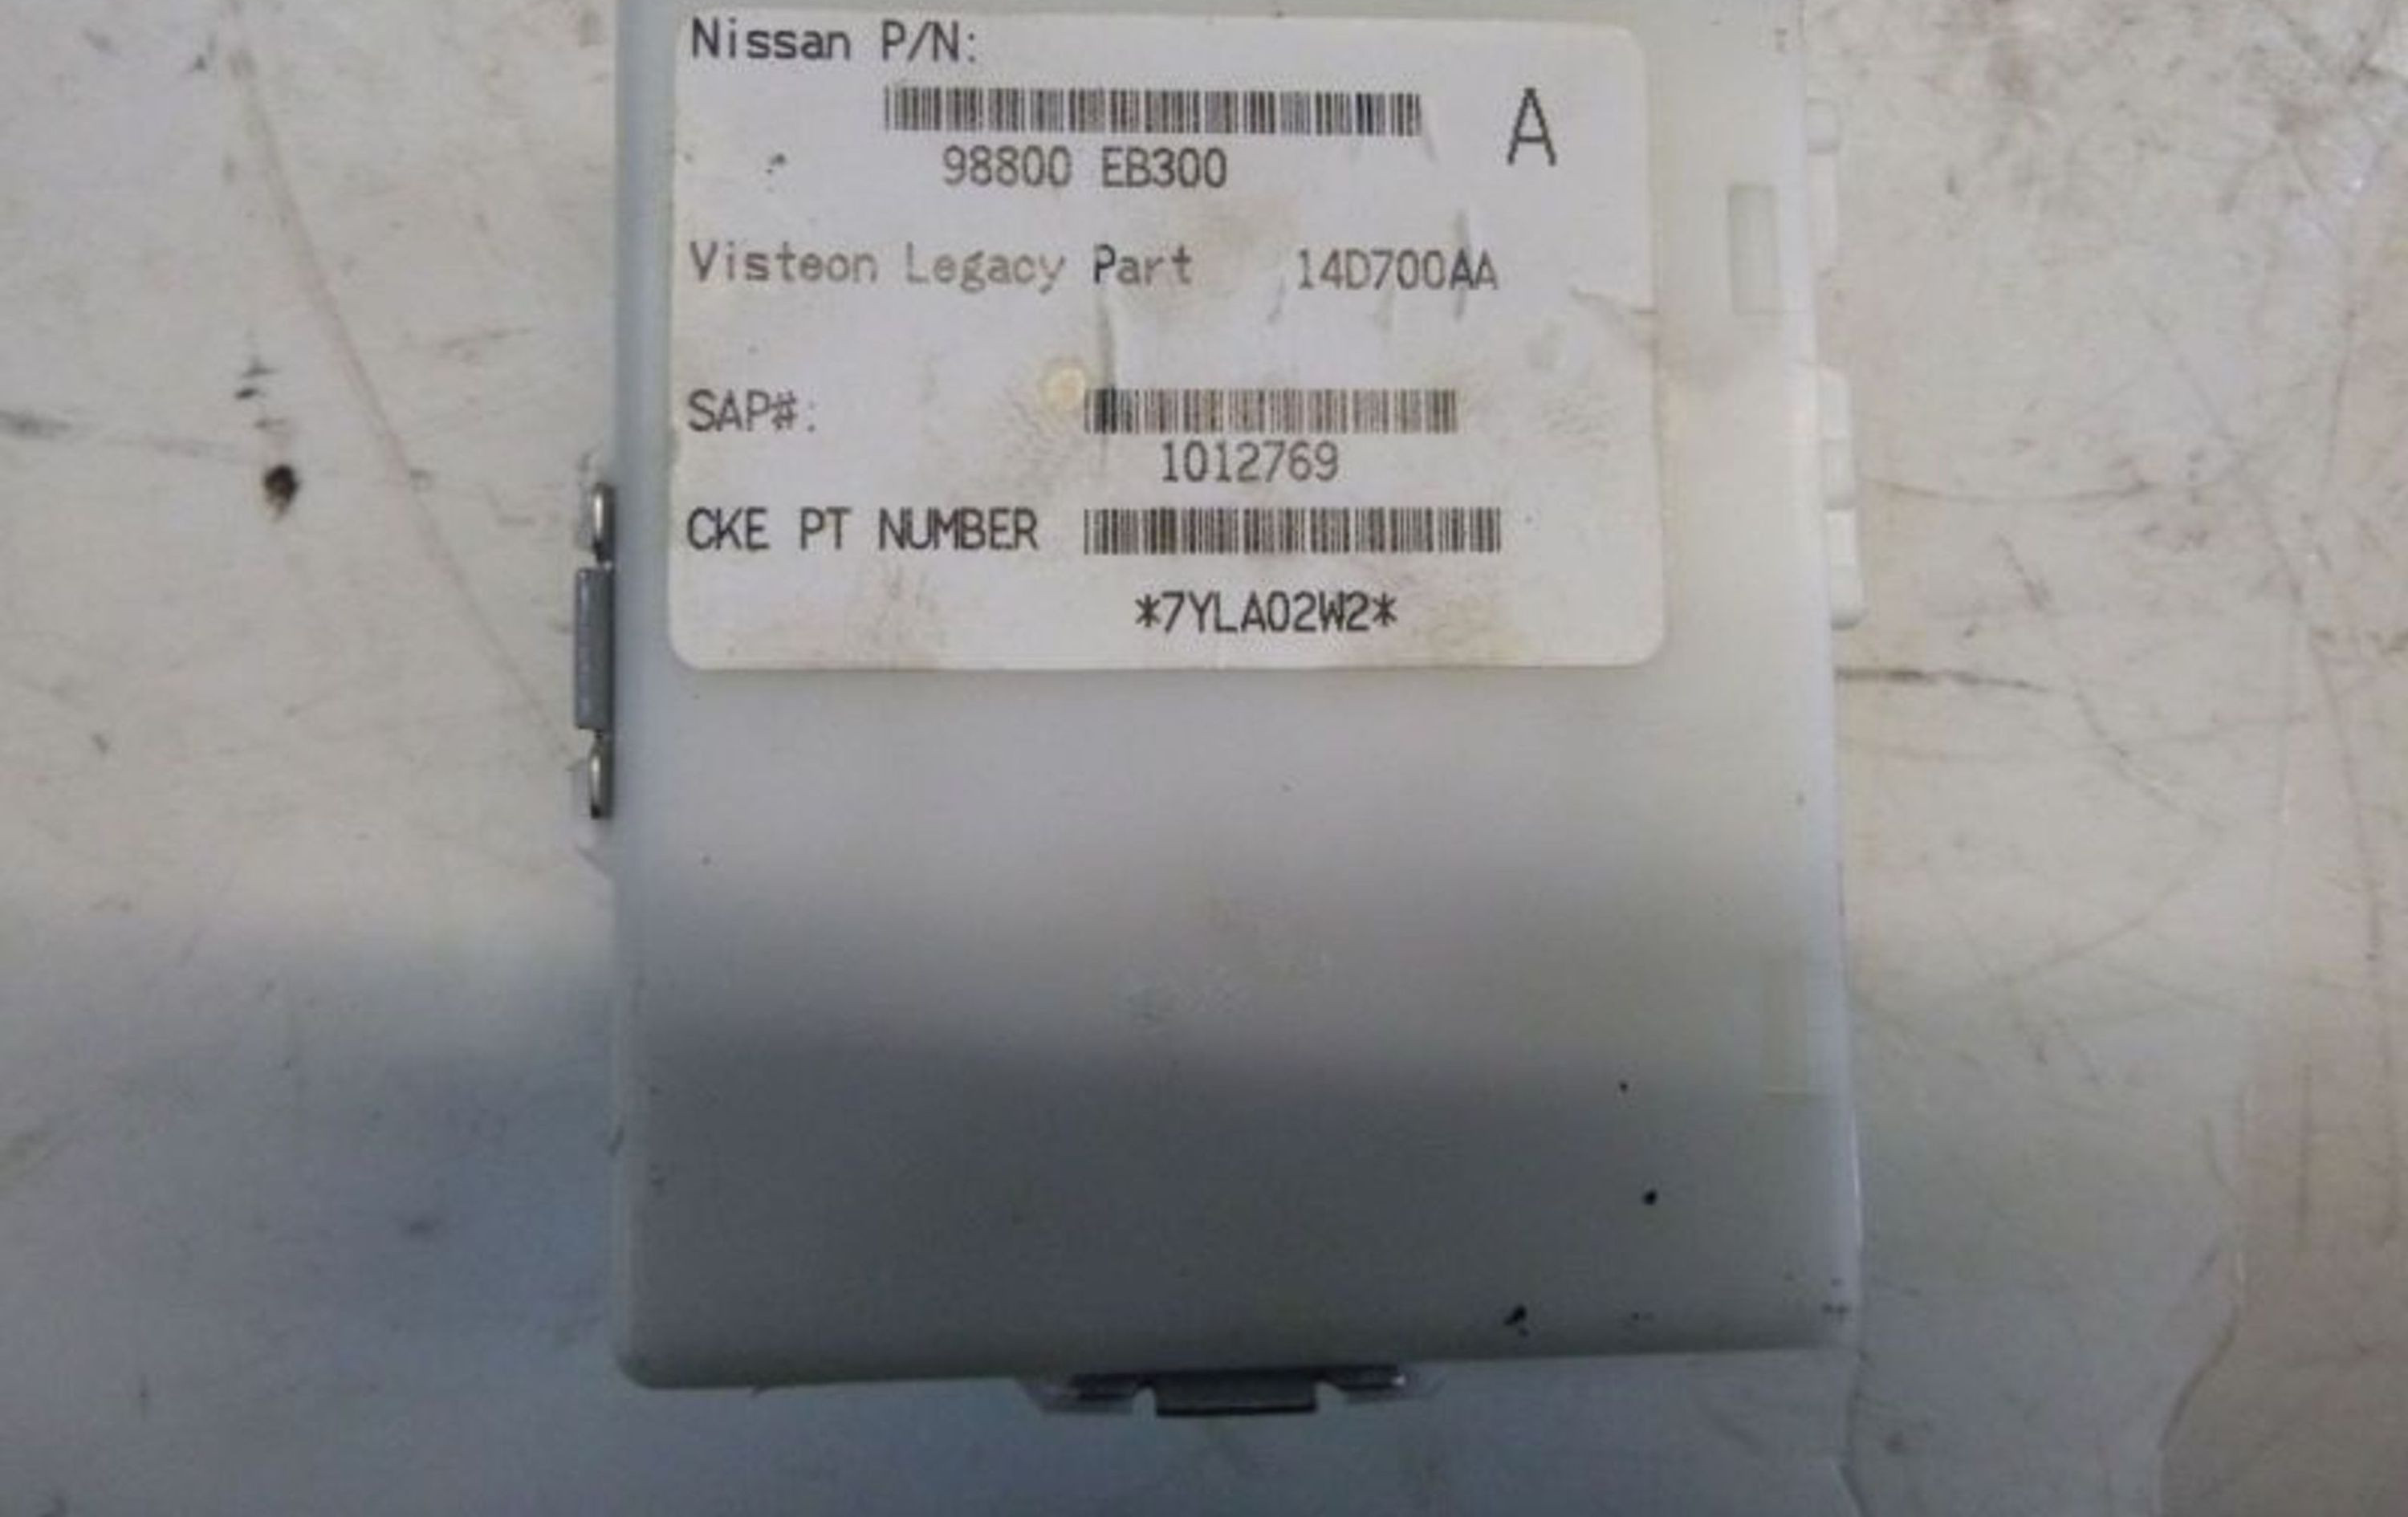 Nissan P/N:
A
98800 EB300
Visteon Legacy Part 14D700AA
SAP#:
1012769
CKE PT NUMBER
*7YLA02W2*